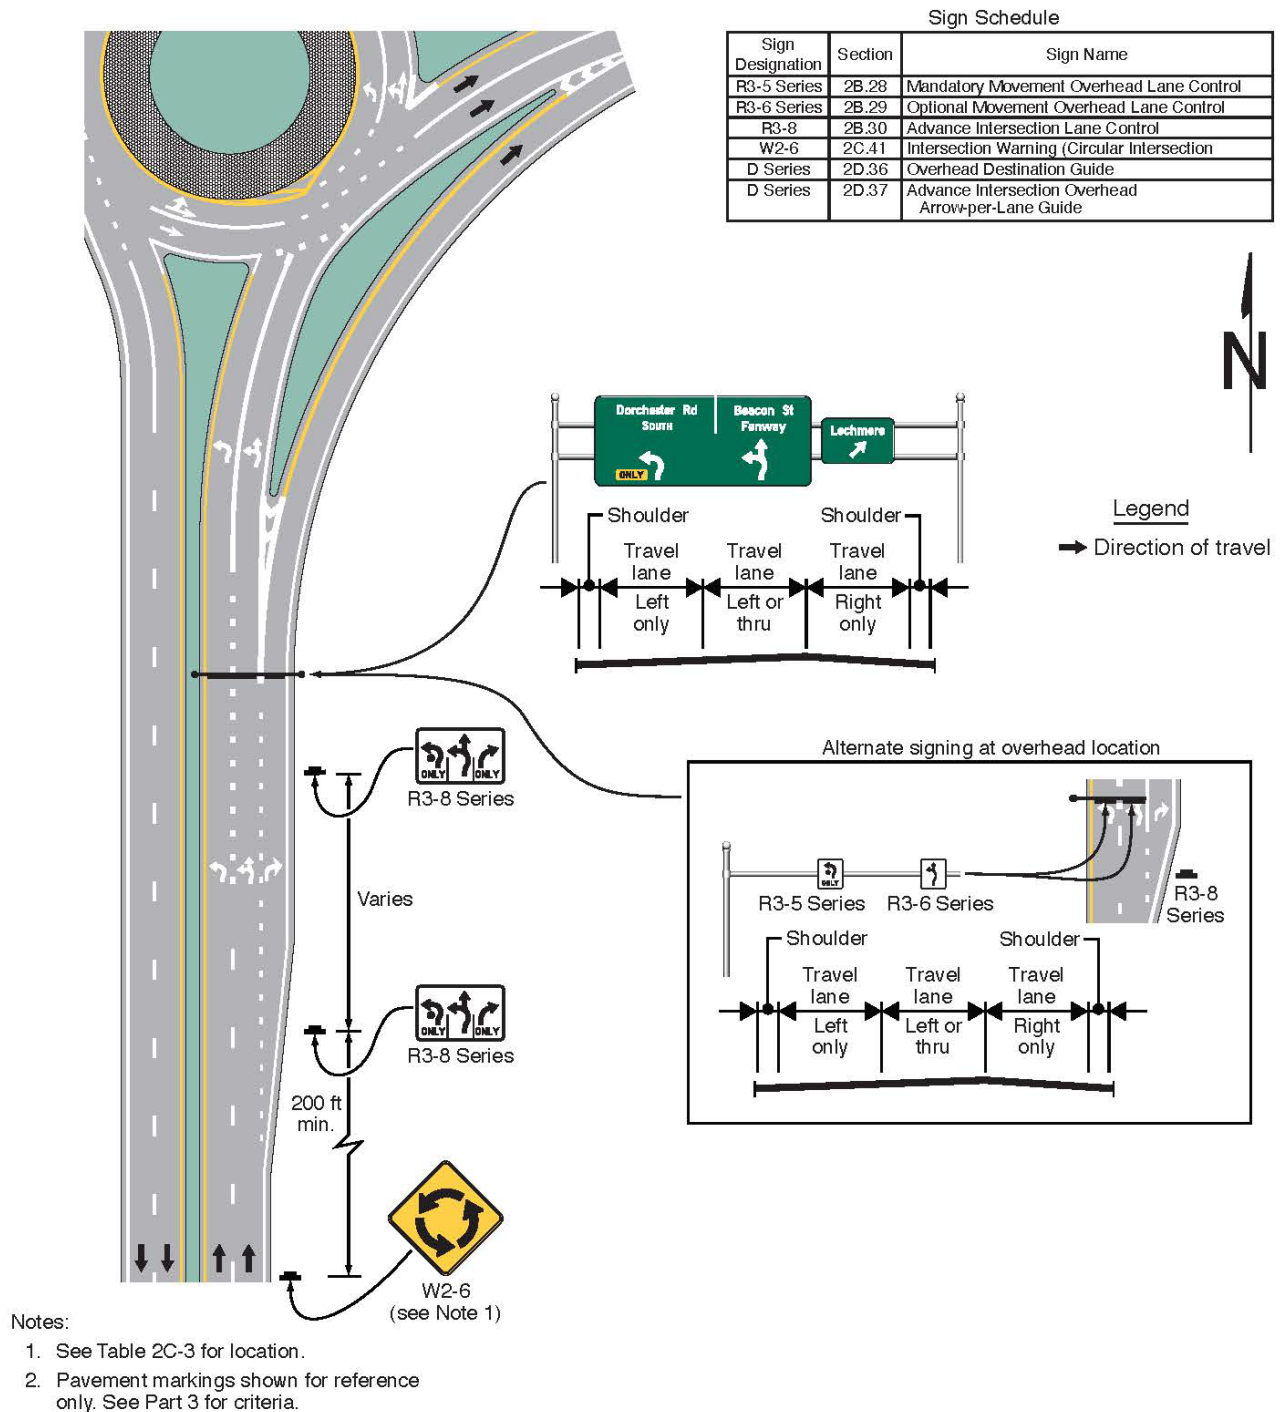 Sign Schedule
Sign Designation Section Sign Name
R3-5 Series 2B.28 Mandatory Movement Overhead Lane Control
R3-6 Series 2B.29 Optional Movement Overhead Lane Control
R3-8 2B.30 Advance Intersection Lane Control
W2-6 2C.41 Intersection Warning (Circular Intersection
D Series 2D.36 Overhead Destination Guide
D Series 2D.37 Advance Intersection Overhead
Arrow-per-Lane Guide
N
Dorchester Rd
SOUTH
ONLY
Beacon St
Fenway
Lechmere
Legend
Direction of travel
Shoulder
Shoulder
Travel lane
Travel lane
Travel lane
Left only
Left or thru
Right only
ONLY ONLY
R3-8 Series
Varies
ONLY ONLY
R3-8 Series
200 ft
min.
W2-6
(see Note 1)
Alternate signing at overhead location
ONLY
R3-5 Series
R3-6 Series
R3-8
Series
Shoulder
Shoulder
Travel lane
Travel lane
Travel lane
Left only
Left or thru
Right only
Notes:
1. See Table 2C-3 for location.
2. Pavement markings shown for reference
only. See Part 3 for criteria.